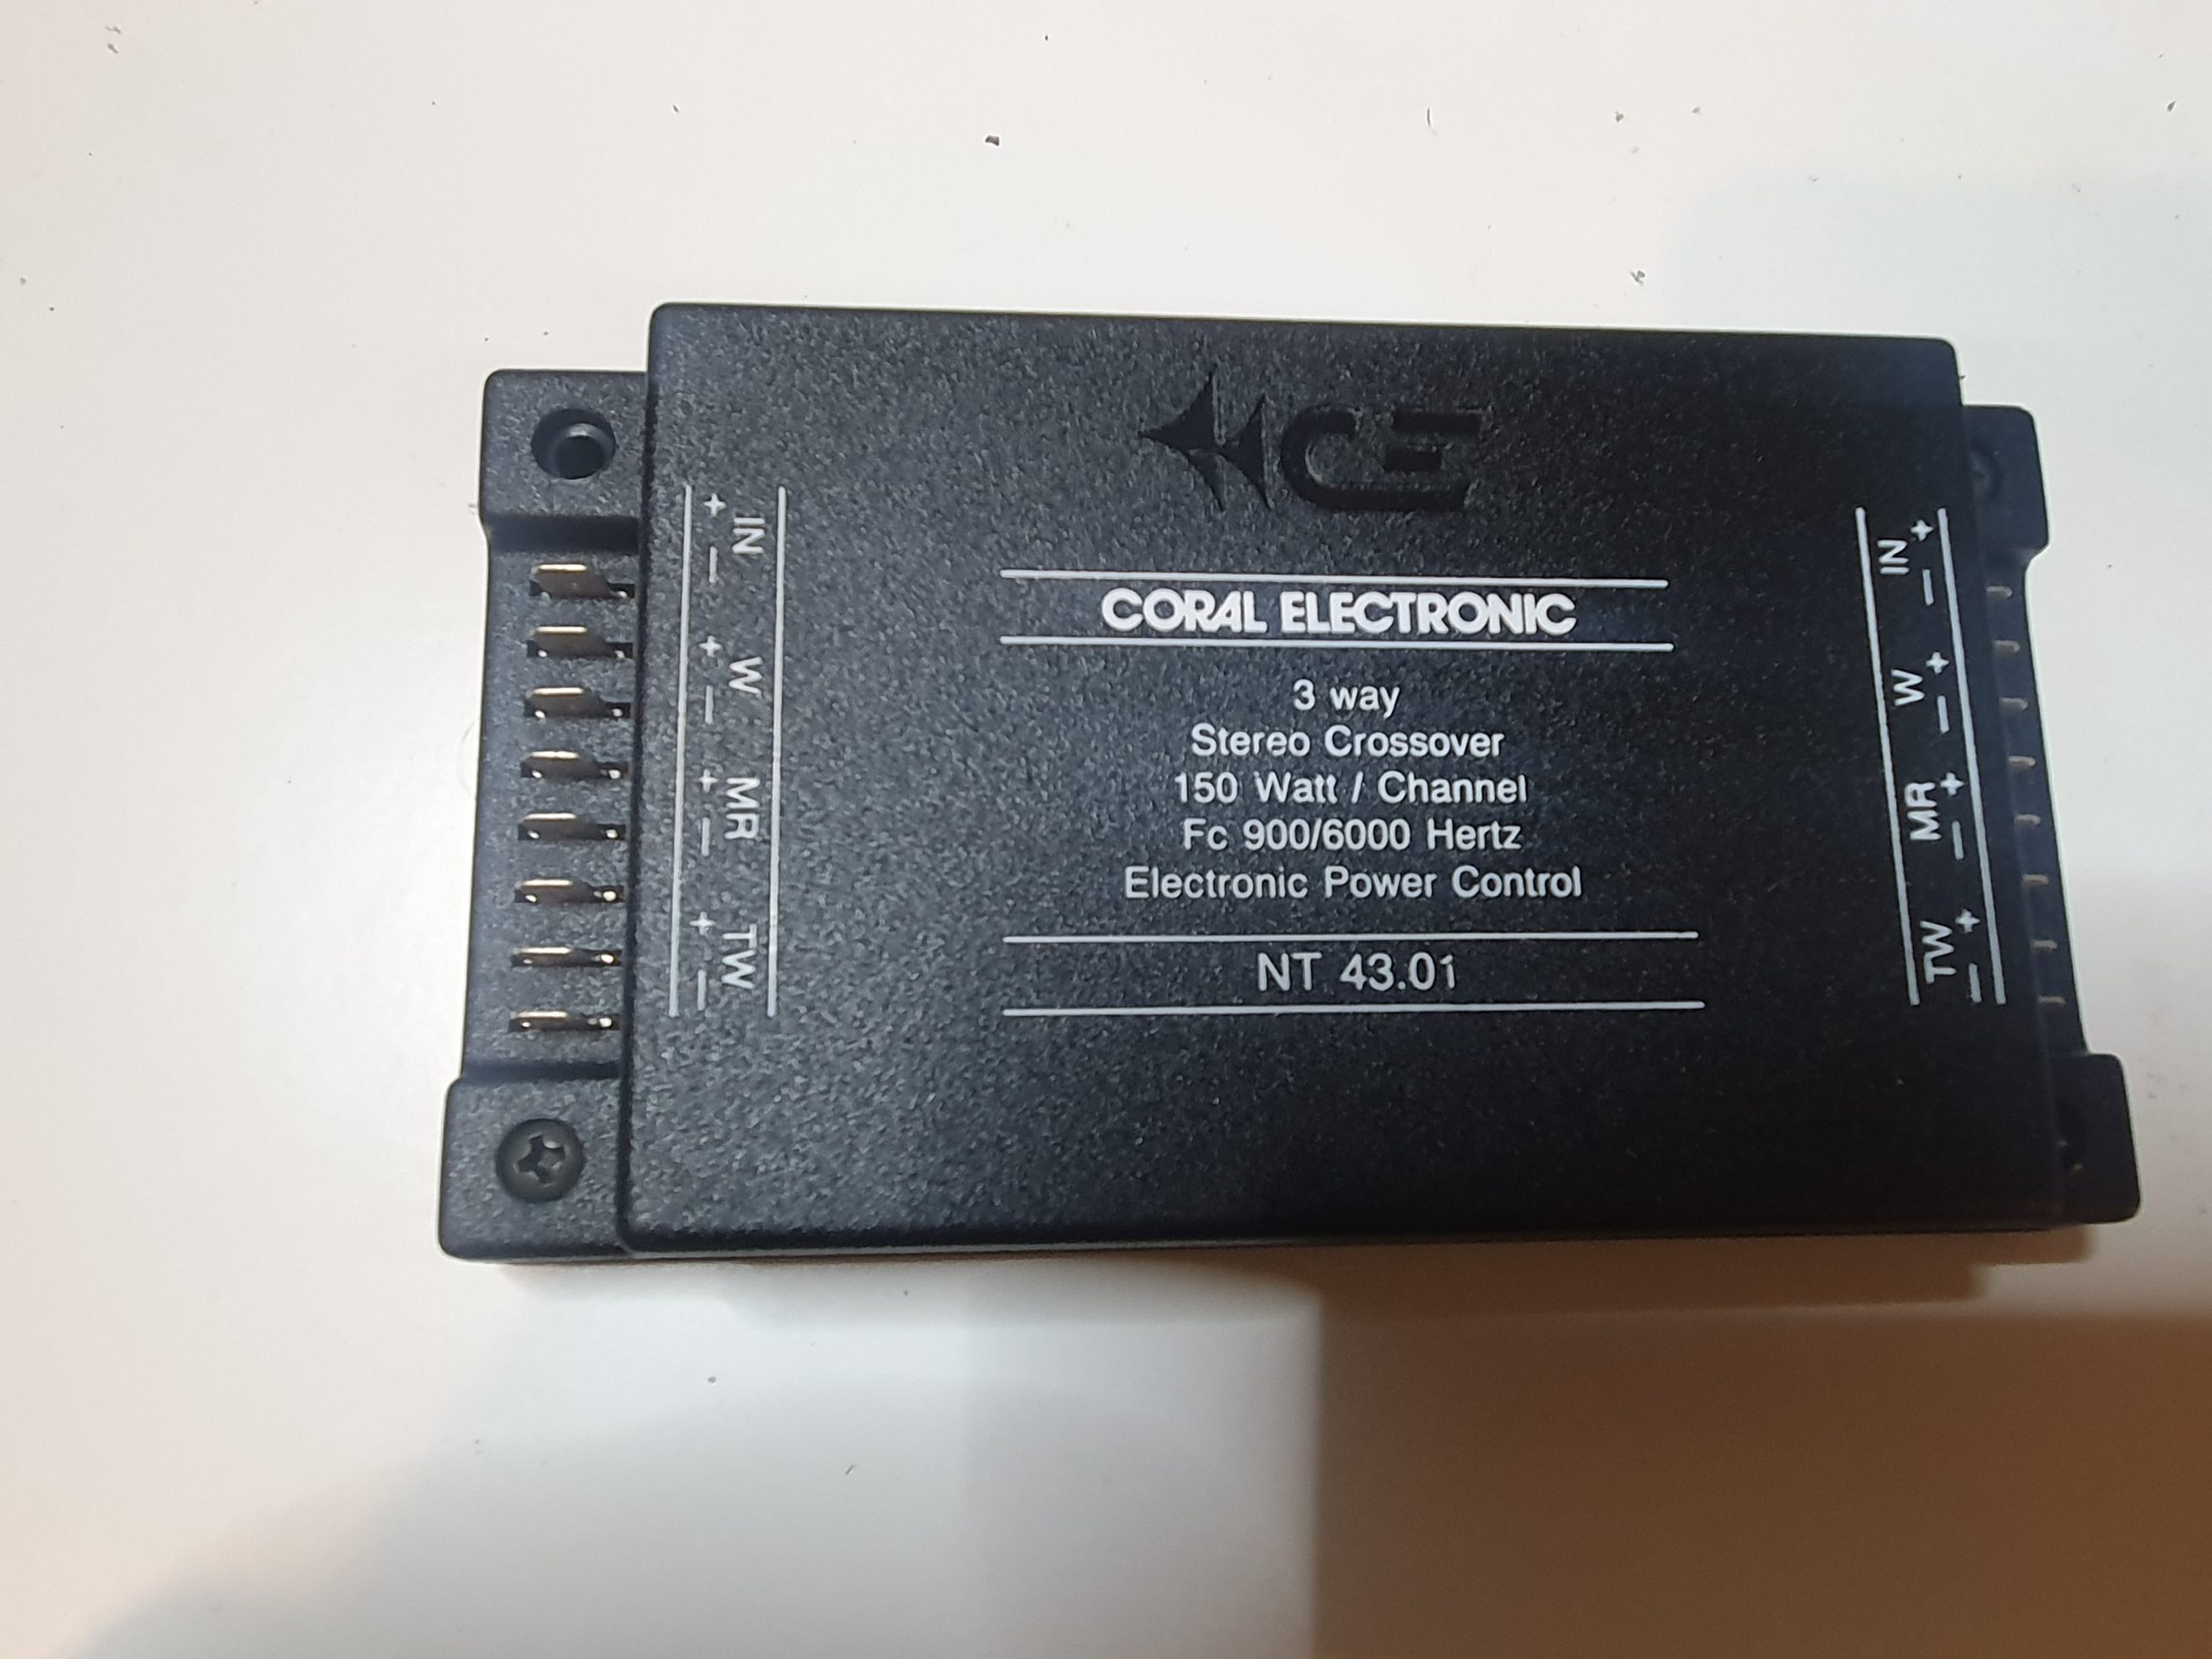 CE
CORAL ELECTRONIC
3 way
Stereo Crossover
150 Watt / Channel
Fc 900/6000 Hertz
Electronic Power Control
NT 43.01
IN
+ −
W
+ −
MR
+ −
TW
+ −
IN
+ −
W
+ −
MR
+ −
TW
+ −